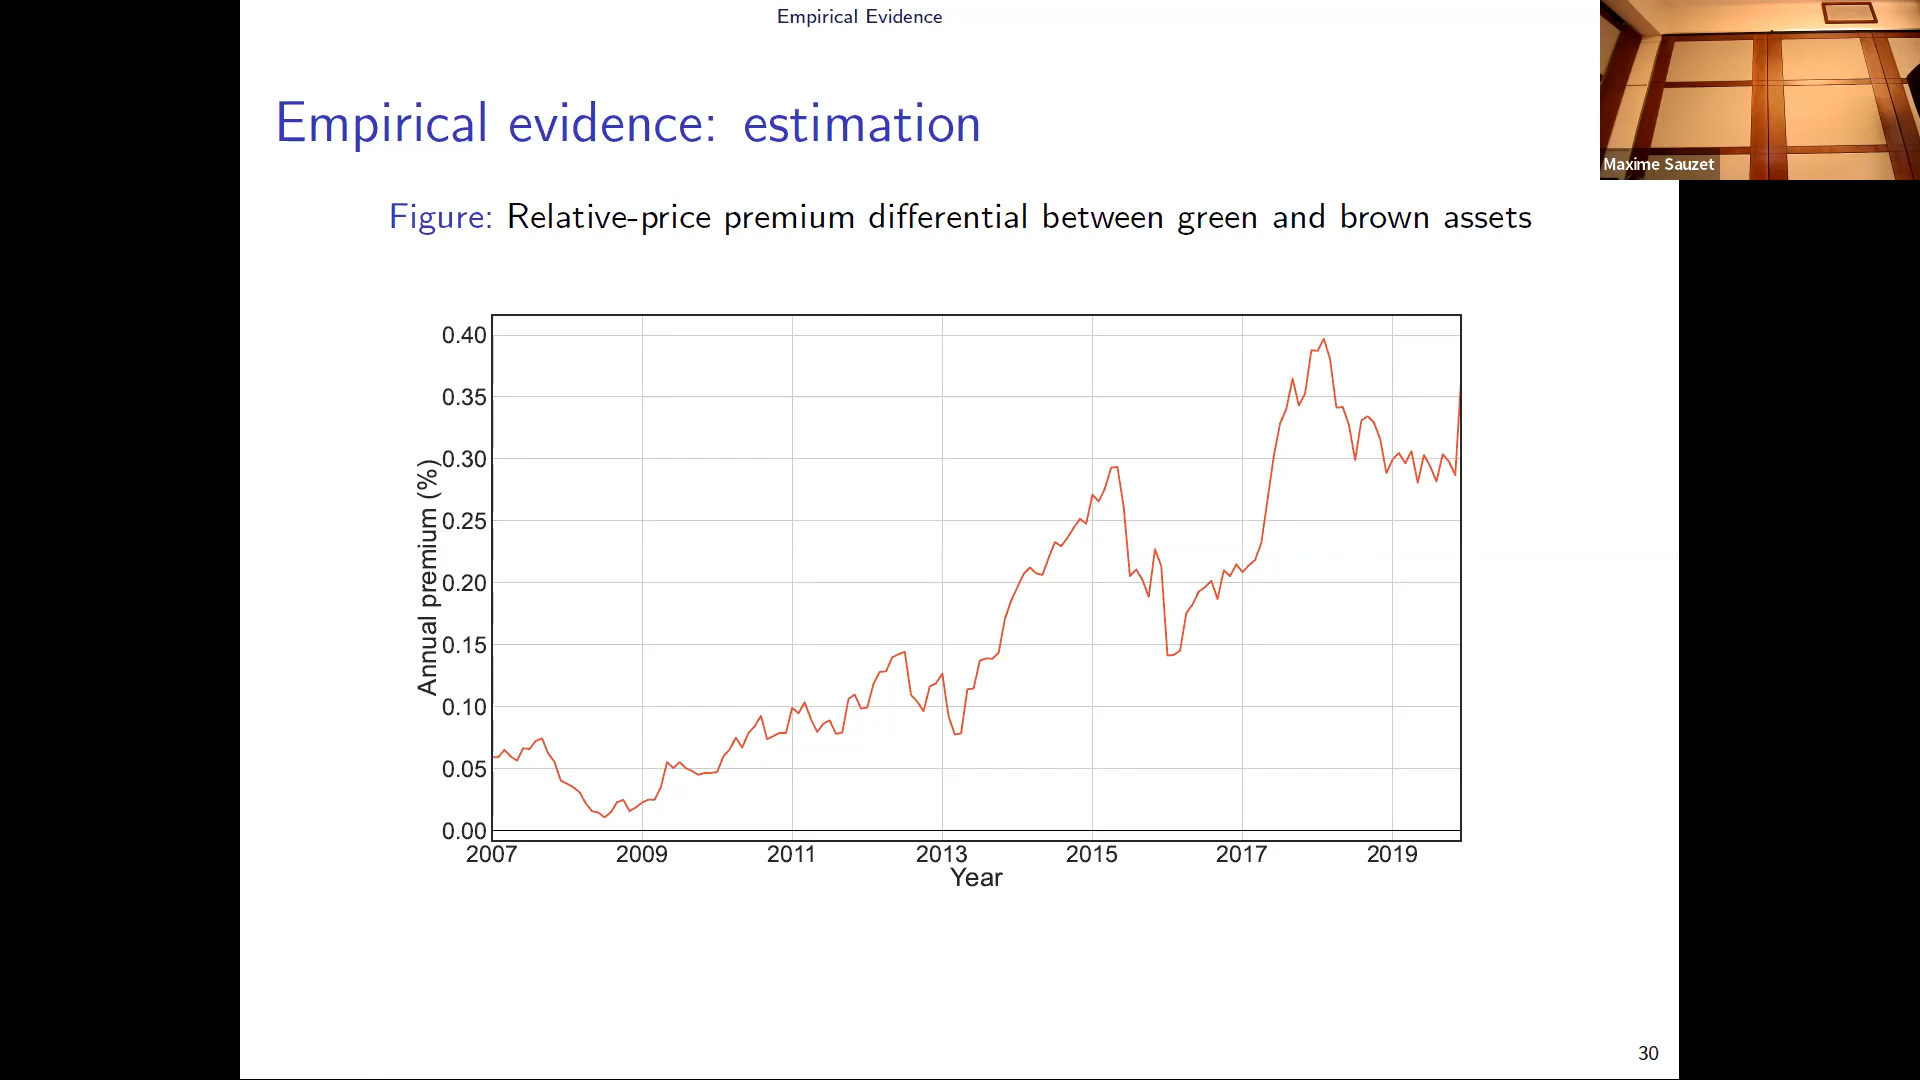 Empirical Evidence
Empirical evidence: estimation
Maxime Sauzet
Figure: Relative-price premium differential between green and brown assets
0.40
0.35
0.30
0.25
0.20
0.15
0.10
0.05
0.00
Annual premium (%)
2007 2009 2011 2013 2015 2017 2019
Year
30